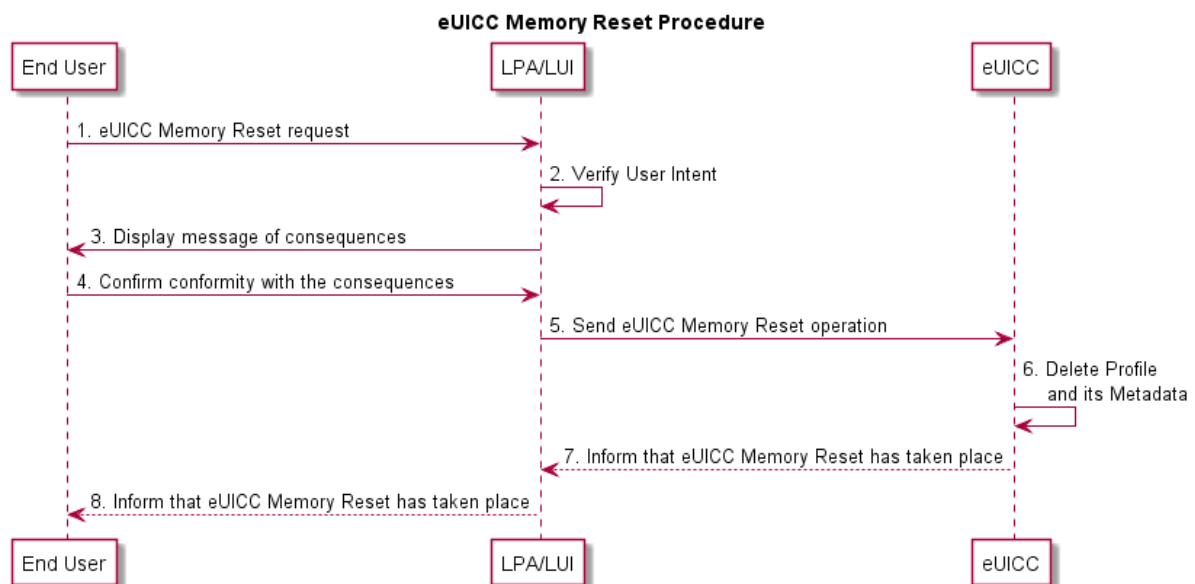 eUICC Memory Reset Procedure
End User
LPA/LUI
eUICC
1. eUICC Memory Reset request
2. Verify User Intent
3. Display message of consequences
4. Confirm conformity with the consequences
5. Send eUICC Memory Reset operation
6. Delete Profile
and its Metadata
7. Inform that eUICC Memory Reset has taken place
8. Inform that eUICC Memory Reset has taken place
End User
LPA/LUI
eUICC